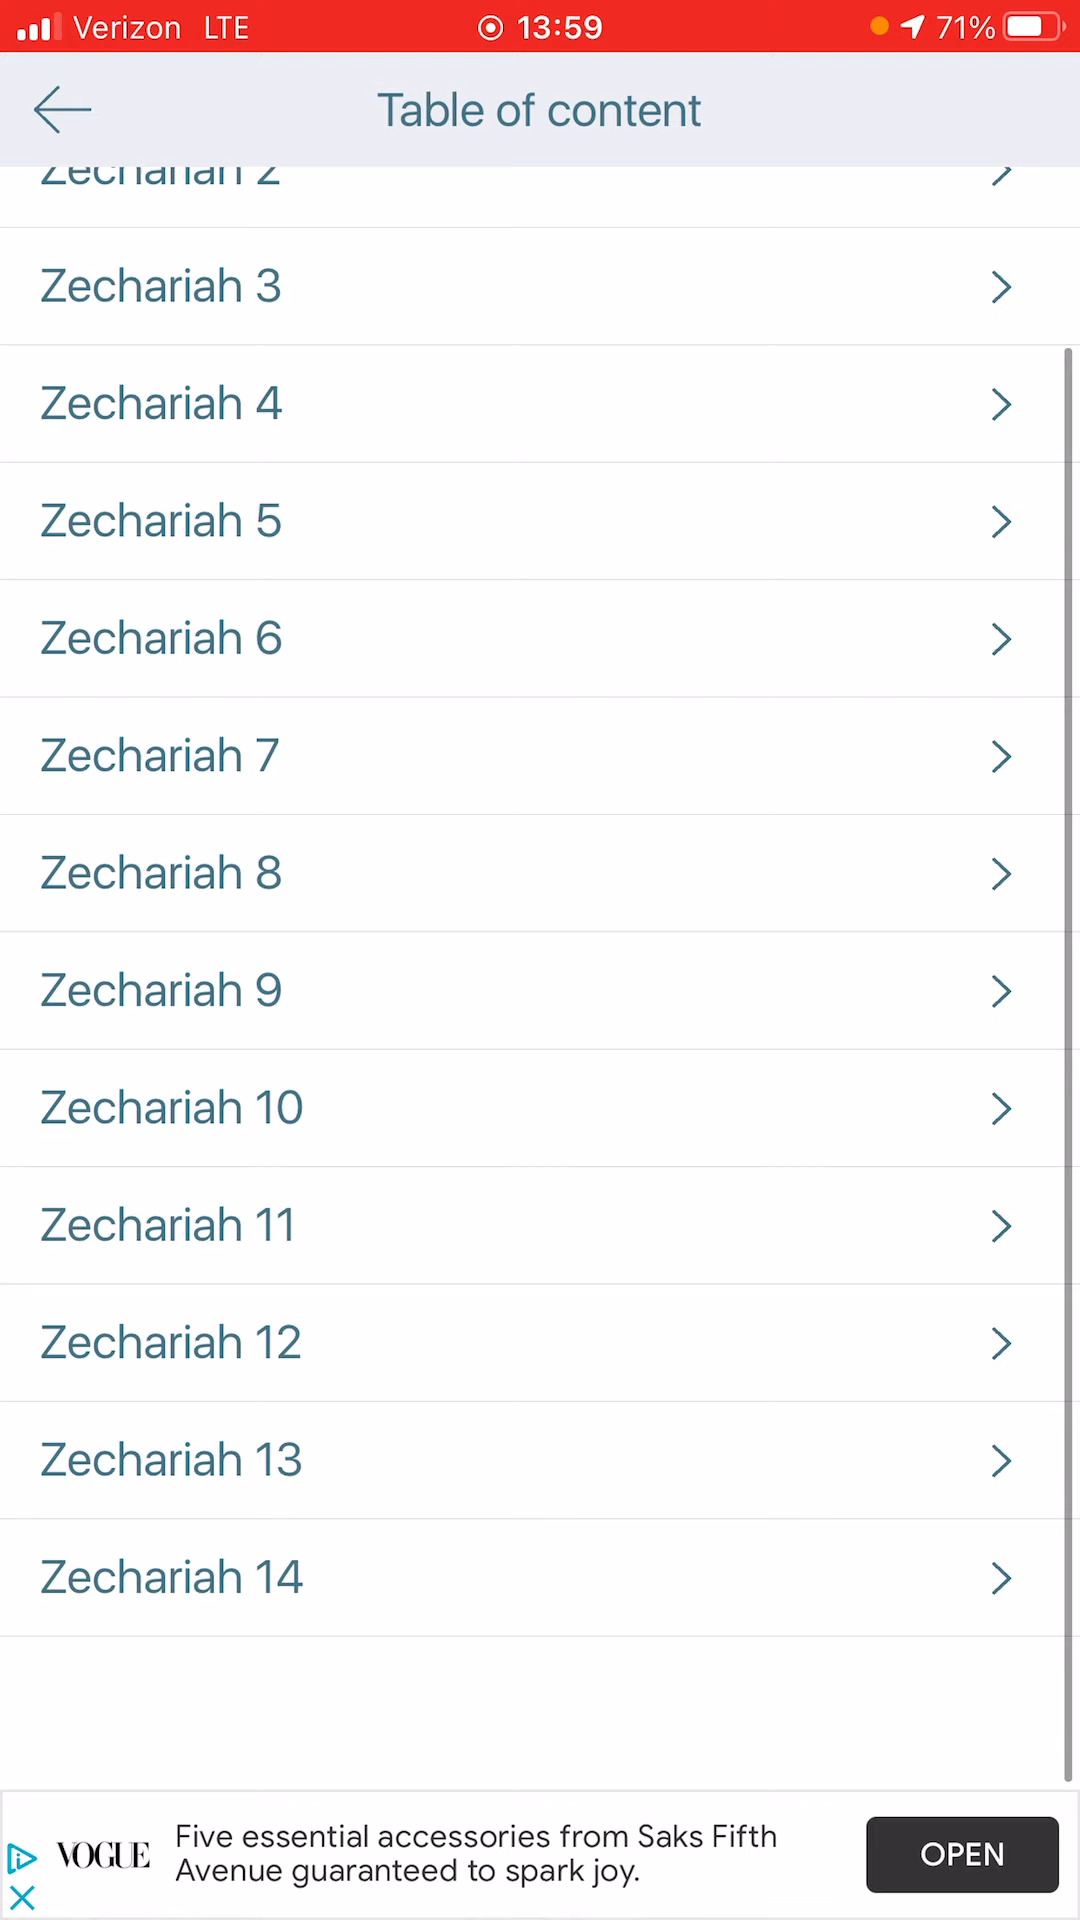 Verizon LTE 13:59 71%
Table of content
Zechariah 2
Zechariah 3
Zechariah 4
Zechariah 5
Zechariah 6
Zechariah 7
Zechariah 8
Zechariah 9
Zechariah 10
Zechariah 11
Zechariah 12
Zechariah 13
Zechariah 14
VOGUE
Five essential accessories from Saks Fifth
Avenue guaranteed to spark joy.
OPEN